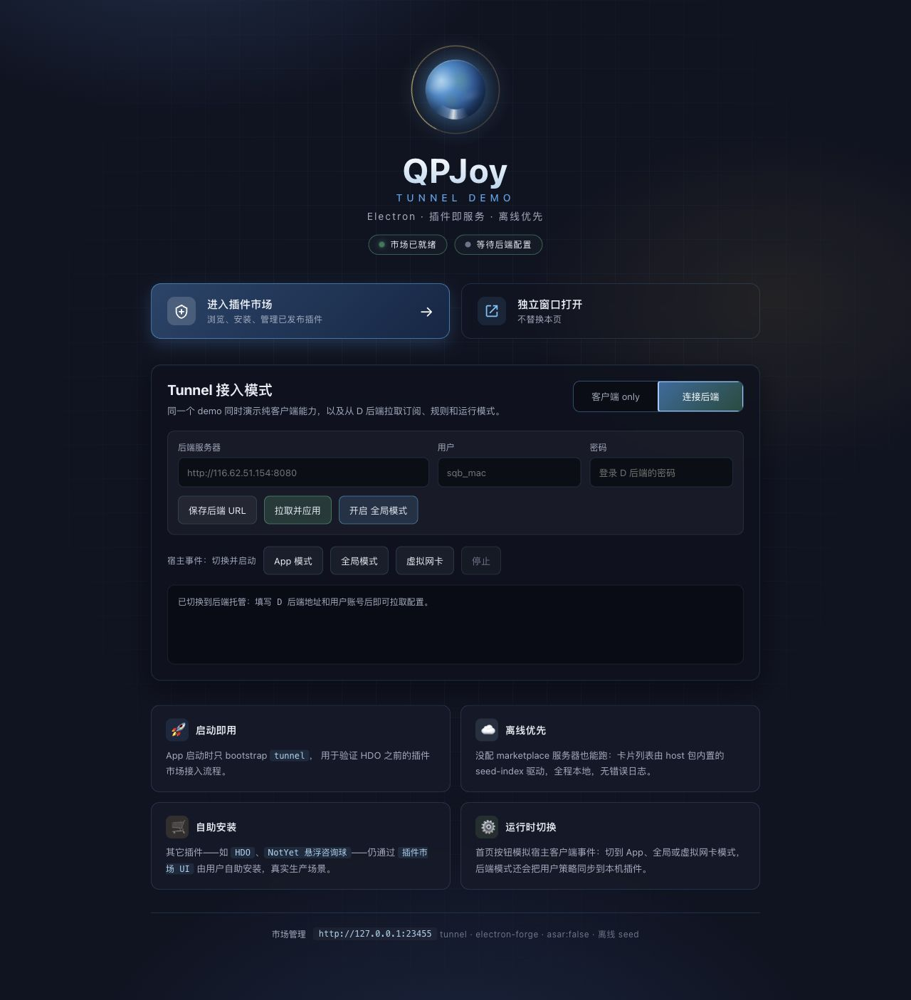 QPJoy
TUNNEL DEMO
Electron · 插件即服务 · 离线优先
市场已就绪
等待后端配置
进入插件市场
浏览、安装、管理已发布插件
独立窗口打开
不替换本页
Tunnel 接入模式
同一个 demo 同时演示纯客户端能力，以及从 D 后端拉取订阅、规则和运行模式。
客户端 only
连接后端
后端服务器
用户
密码
http://116.62.51.154:8080
sqb_mac
登录 D 后端的密码
保存后端 URL
拉取并应用
开启 全局模式
宿主事件：切换并启动
App 模式
全局模式
虚拟网卡
停止
已切换到后端托管：填写 D 后端地址和用户账号后即可拉取配置。
启动即用
App 启动时只 bootstrap tunnel， 用于验证 HDO 之前的插件
市场接入流程。
离线优先
没配 marketplace 服务器也能跑：卡片列表由 host 包内置的
seed-index 驱动，全程本地，无错误日志。
自助安装
其它插件——如 HDO 、 NotYet 悬浮咨询球 ——仍通过 插件市
场 UI 由用户自助安装，真实生产场景。
运行时切换
首页按钮模拟宿主客户端事件：切到 App、全局或虚拟网卡模式，
后端模式还会把用户策略同步到本机插件。
市场管理 http://127.0.0.1:23455 tunnel · electron-forge · asar:false · 离线 seed